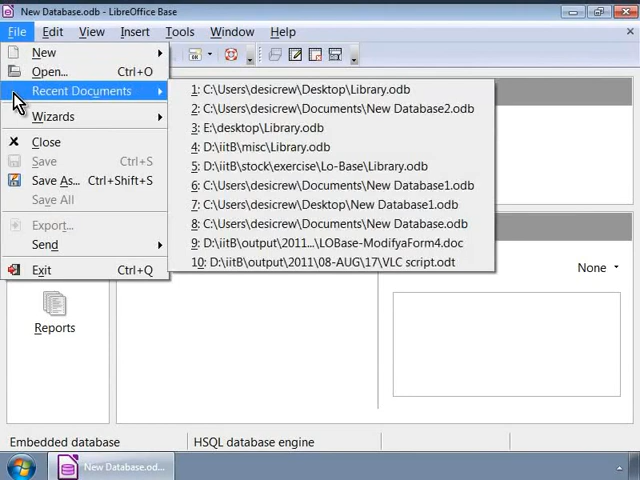 New Database.odb - LibreOffice Base
File Edit View Insert Tools Window Help
New
Open... Ctrl+O
Recent Documents
Wizards
Close
Save Ctrl+S
Save As... Ctrl+Shift+S
Save All
Export...
Send
Exit Ctrl+Q
1: C:\Users\desicrew\Desktop\Library.odb
2: C:\Users\desicrew\Documents\New Database2.odb
3: E:\desktop\Library.odb
4: D:\iitB\misc\Library.odb
5: D:\iitB\stock\exercise\Lo-Base\Library.odb
6: C:\Users\desicrew\Documents\New Database1.odb
7: C:\Users\desicrew\Desktop\New Database1.odb
8: C:\Users\desicrew\Documents\New Database.odb
9: D:\iitB\output\2011...\LOBase-ModifyaForm4.doc
10: D:\iitB\output\2011\08-AUG\17\VLC script.odt
None
Reports
Embedded database
HSQL database engine
New Database.od...